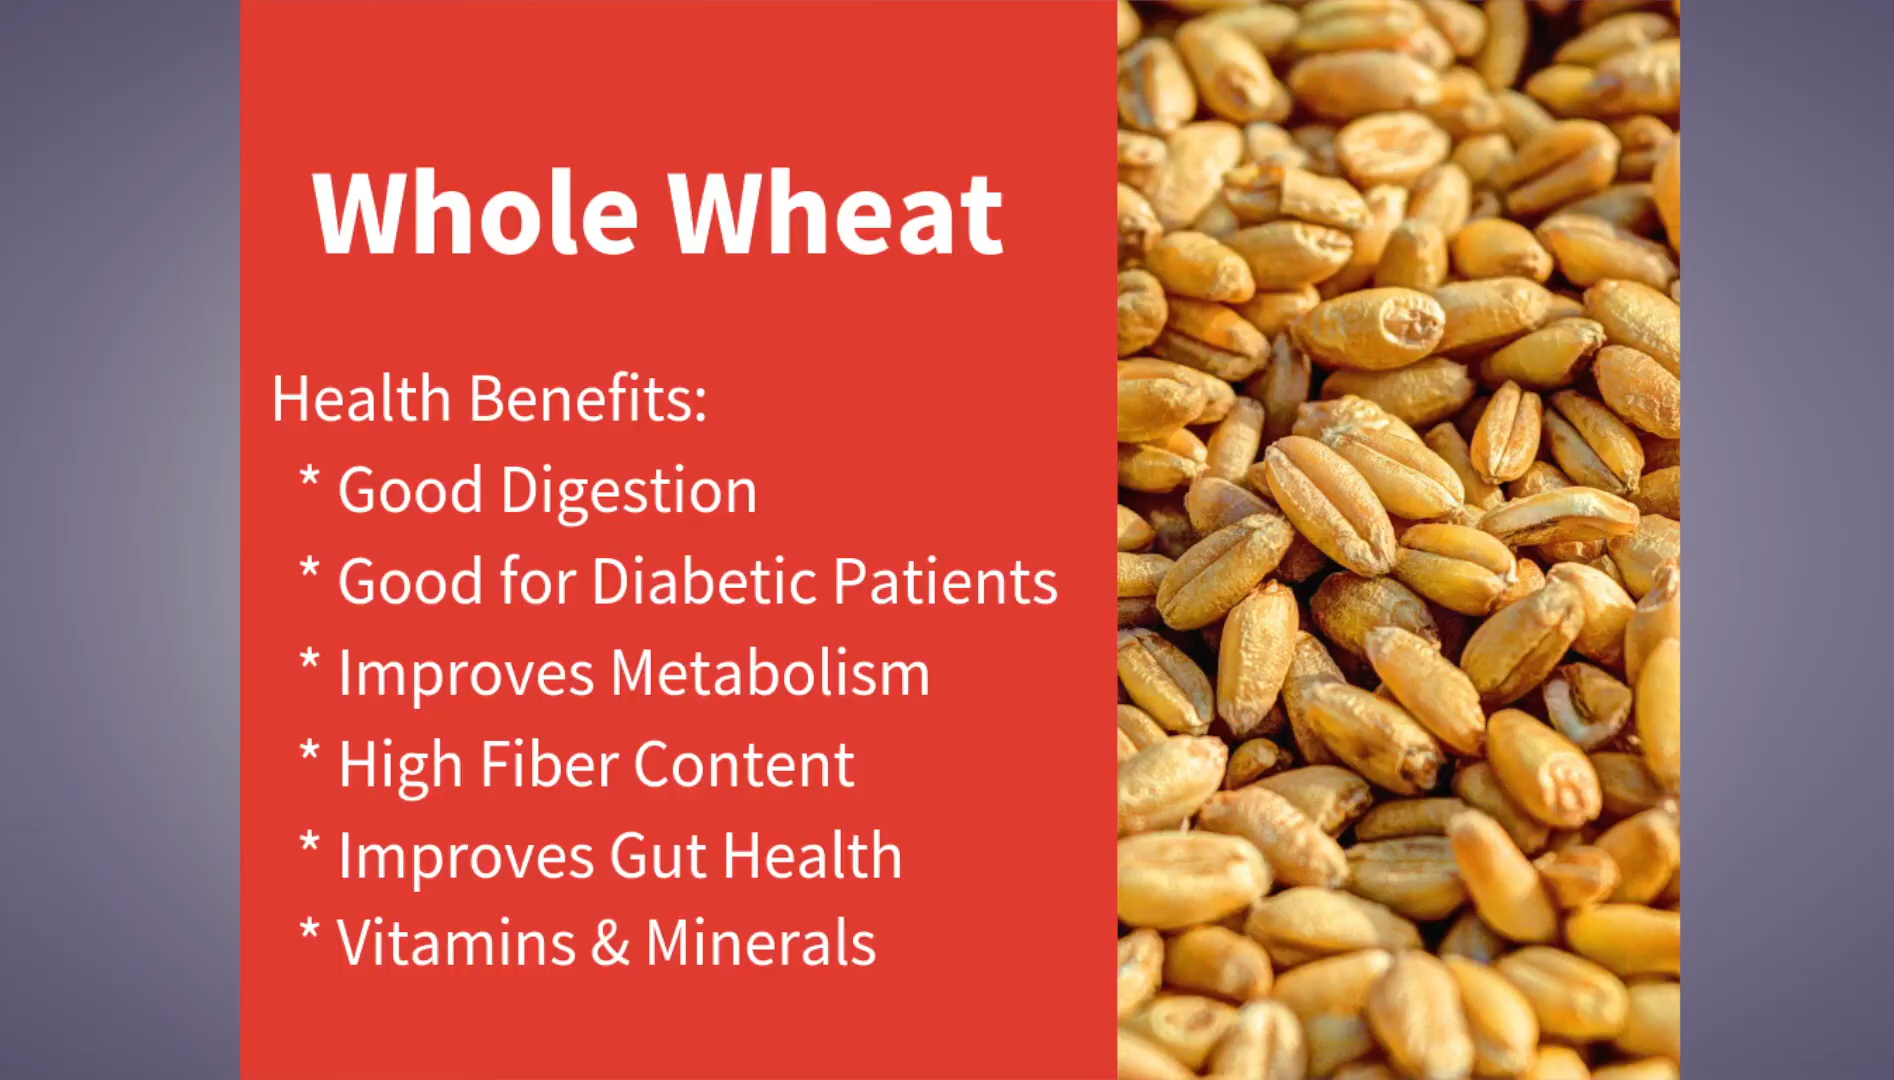 Whole Wheat
Health Benefits:
* Good Digestion
* Good for Diabetic Patients
* Improves Metabolism
* High Fiber Content
* Improves Gut Health
* Vitamins & Minerals